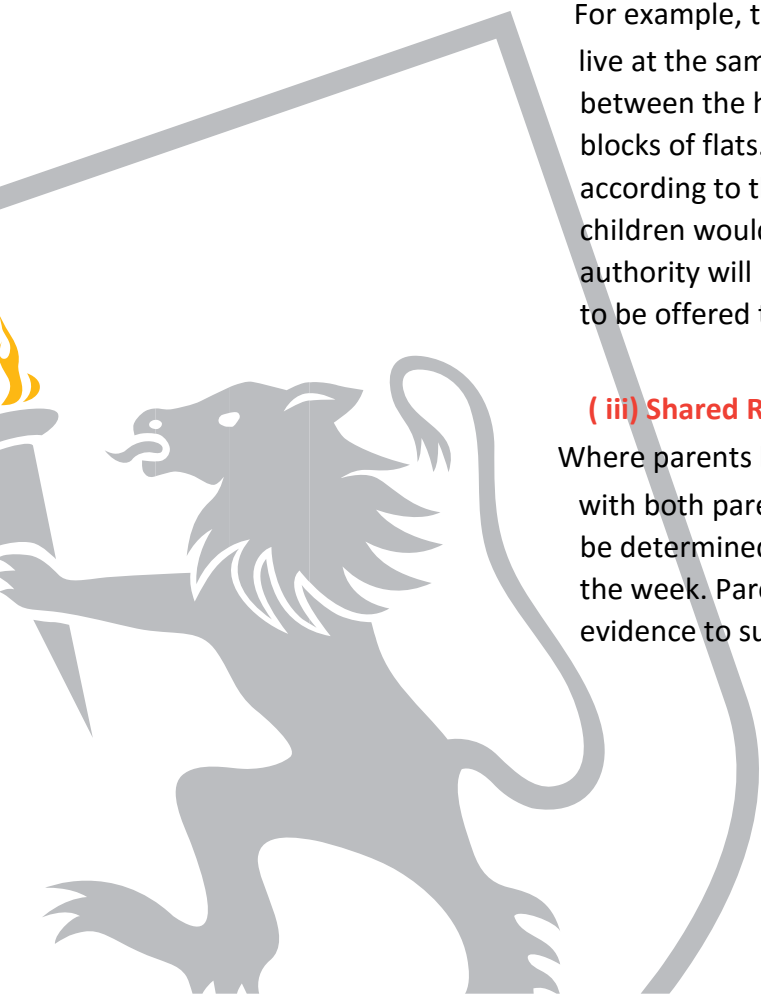 For example, t
live at the sam
between the h
blocks of flats.
according to t
children would
authority will
to be offered t
( iii) Shared R
Where parents
with both pare
be determined
the week. Pare
evidence to su